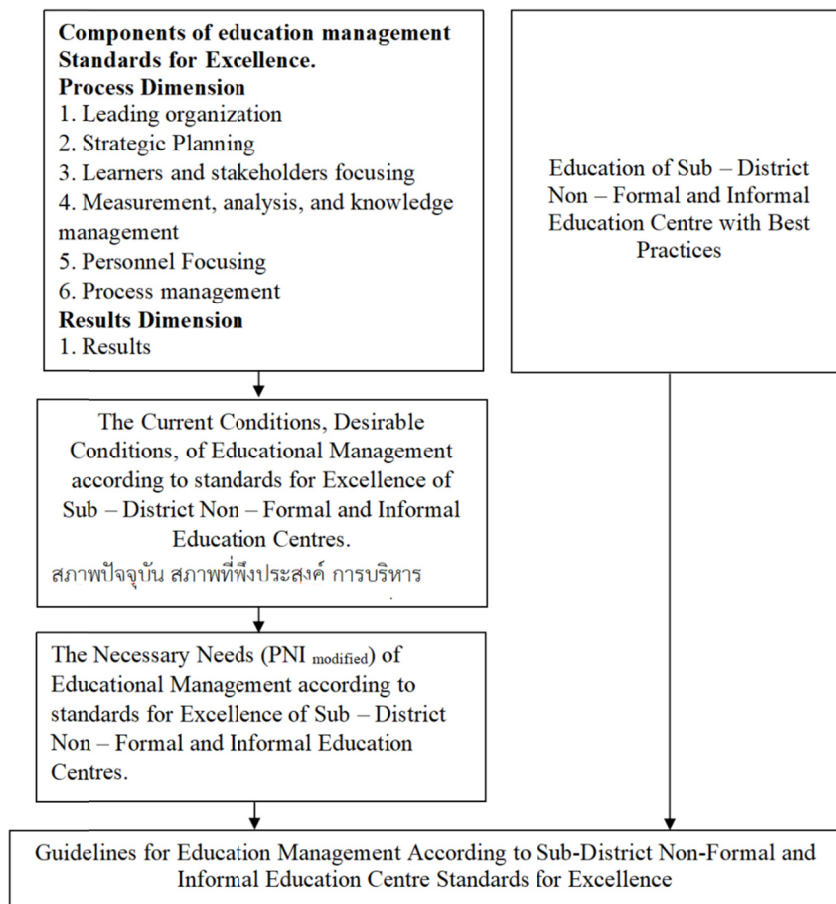 Components of education management
Standards for Excellence.
Process Dimension
1. Leading organization
2. Strategic Planning
3. Learners and stakeholders focusing
4. Measurement, analysis, and knowledge
management
5. Personnel Focusing
6. Process management
Results Dimension
1. Results
Education of Sub – District
Non – Formal and Informal
Education Centre with Best
Practices
The Current Conditions, Desirable
Conditions, of Educational Management
according to standards for Excellence of
Sub – District Non – Formal and Informal
Education Centres.
สภาพปัจจุบัน สภาพที่พึงประสงค์ การบริหาร
The Necessary Needs (PNI modified) of
Educational Management according to
standards for Excellence of Sub – District
Non – Formal and Informal Education
Centres.
Guidelines for Education Management According to Sub-District Non-Formal and
Informal Education Centre Standards for Excellence